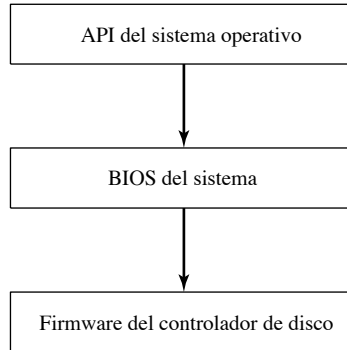 API del sistema operativo
BIOS del sistema
Firmware del controlador de disco